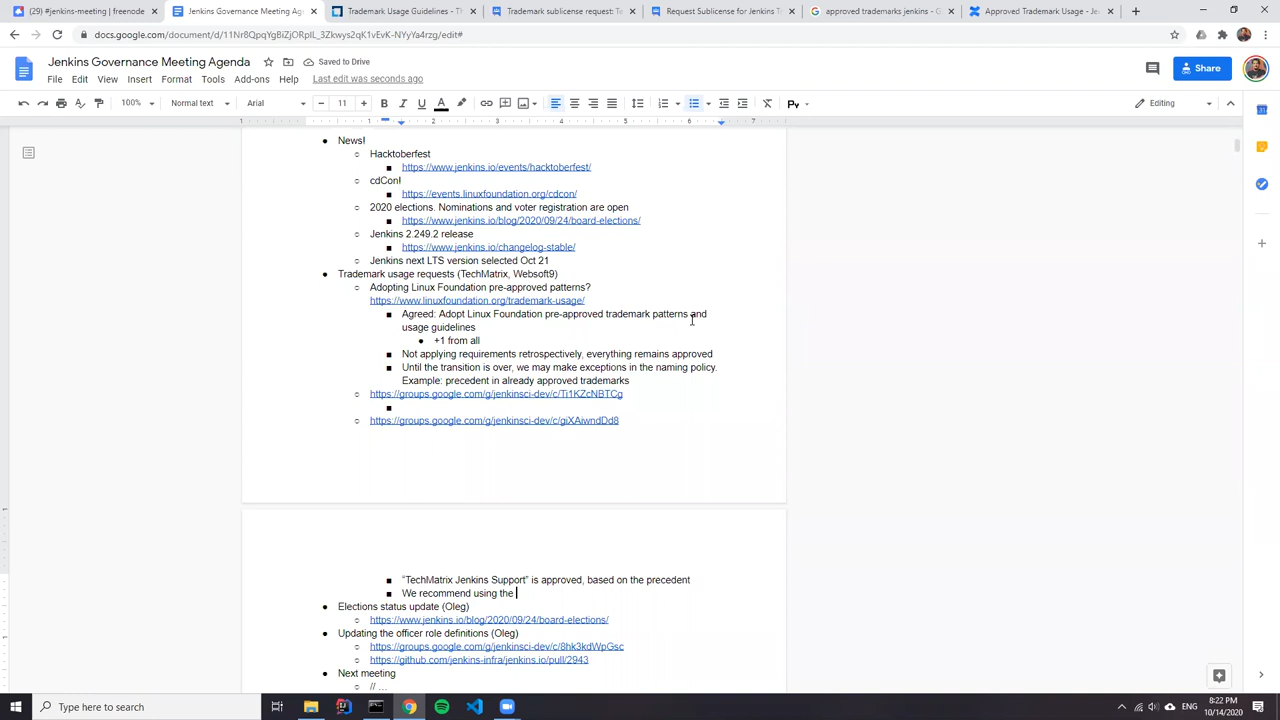 (29) #jenkins-meeting | freenode
Jenkins Governance Meeting Age
Trademark Usage Guidelines - Th
Trademark sublicense request: Te
Request Sublicense for Jenkins Tr
approved trademarks jenkins - G
Approved Trademark Usage - Je
docs.google.com/document/d/11Nr8QpqYgBiZjORplL_3Zkwys2qK1vEvK-NYyYa4rzg/edit#
Jenkins Governance Meeting Agenda
Saved to Drive
File Edit View Insert Format Tools Add-ons Help Last edit was seconds ago
Share
100% Normal text Arial 11 Editing
1 1 2 3 4 5 6 7
News!
Hacktoberfest
https://www.jenkins.io/events/hacktoberfest/
cdCon!
https://events.linuxfoundation.org/cdcon/
2020 elections. Nominations and voter registration are open
https://www.jenkins.io/blog/2020/09/24/board-elections/
Jenkins 2.249.2 release
https://www.jenkins.io/changelog-stable/
Jenkins next LTS version selected Oct 21
Trademark usage requests (TechMatrix, Websoft9)
Adopting Linux Foundation pre-approved patterns?
https://www.linuxfoundation.org/trademark-usage/
Agreed: Adopt Linux Foundation pre-approved trademark patterns and
usage guidelines
+1 from all
Not applying requirements retrospectively, everything remains approved
Until the transition is over, we may make exceptions in the naming policy.
Example: precedent in already approved trademarks
https://groups.google.com/g/jenkinsci-dev/c/Ti1KZcNBTCg
https://groups.google.com/g/jenkinsci-dev/c/giXAiwndDd8
“TechMatrix Jenkins Support” is approved, based on the precedent
We recommend using the
Elections status update (Oleg)
https://www.jenkins.io/blog/2020/09/24/board-elections/
Updating the officer role definitions (Oleg)
https://groups.google.com/g/jenkinsci-dev/c/8hk3kdWpGsc
https://github.com/jenkins-infra/jenkins.io/pull/2943
Next meeting
// ...
Type here to search
ENG
8:22 PM
10/14/2020